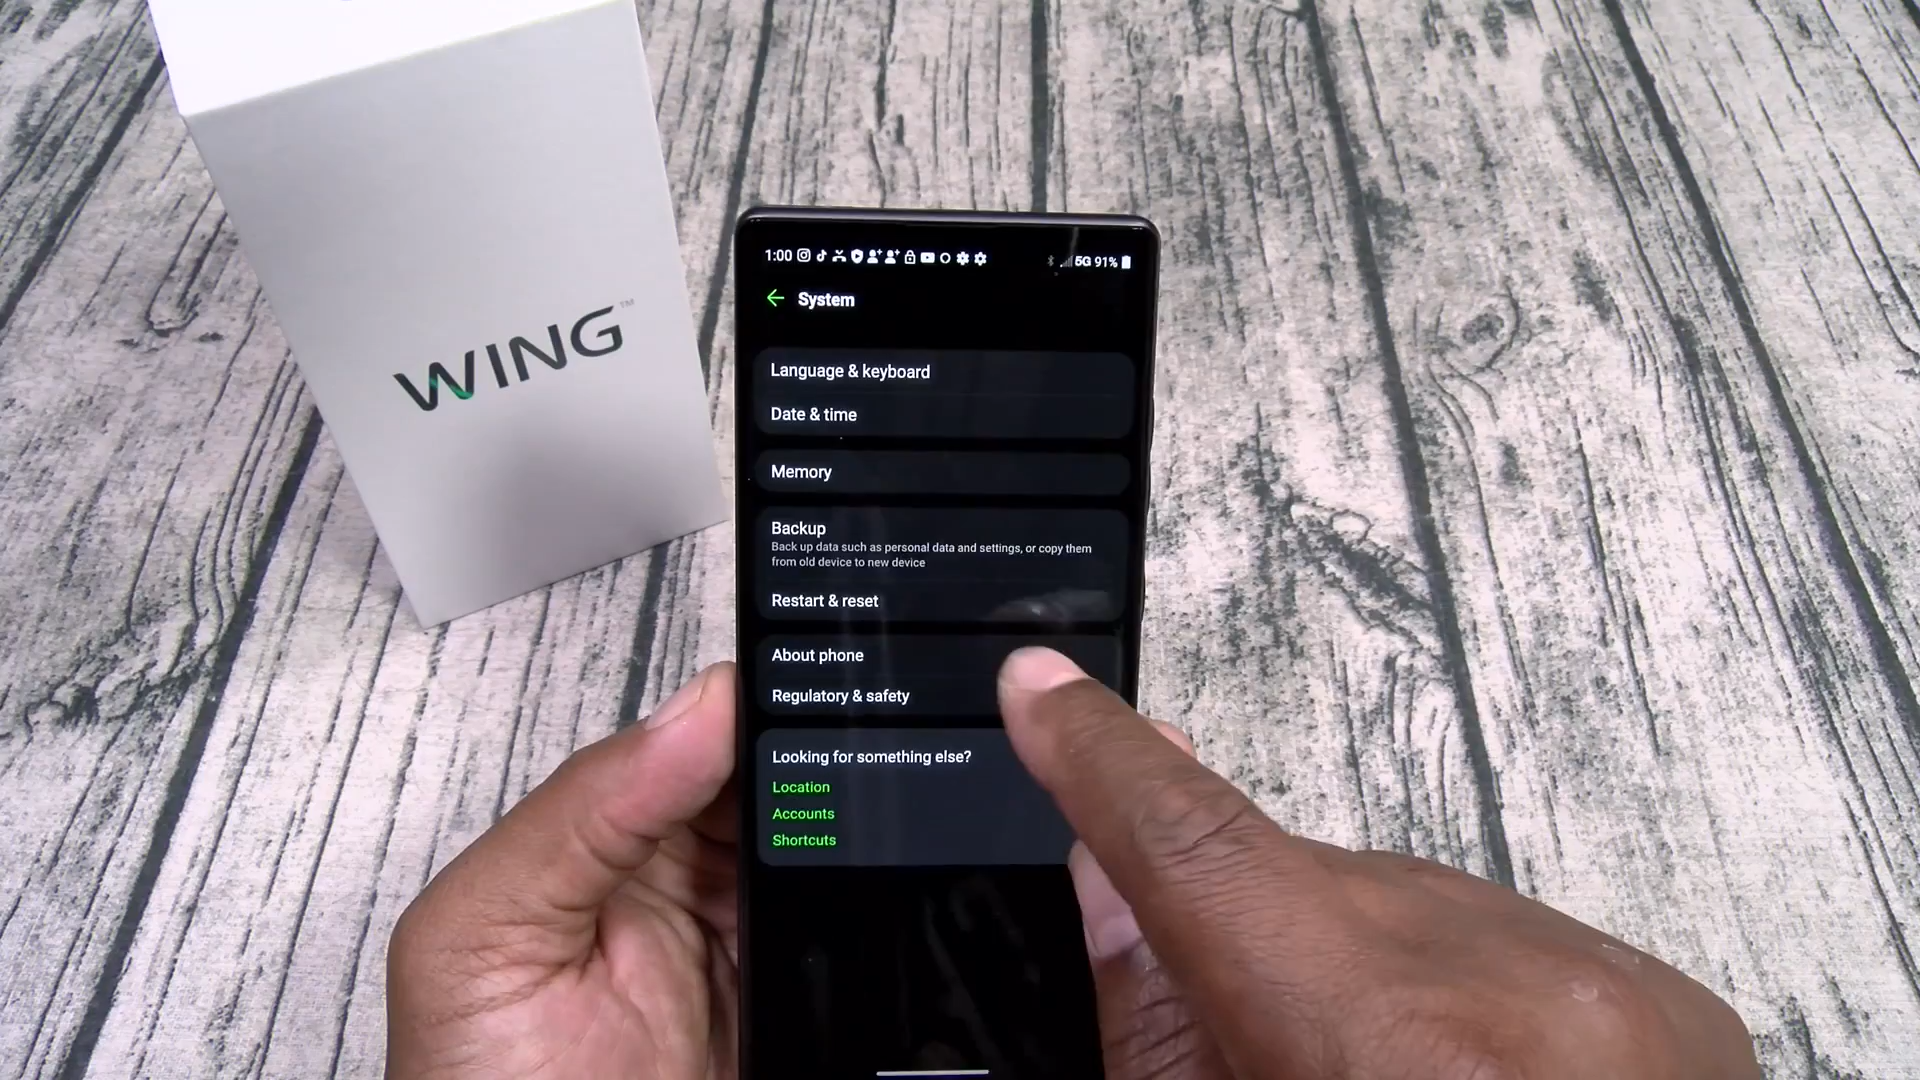 WING™
1:00
5G 91%
System
Language & keyboard
Date & time
Memory
Backup
Back up data such as personal data and settings, or copy them
from old device to new device
Restart & reset
About phone
Regulatory & safety
Looking for something else?
Location
Accounts
Shortcuts